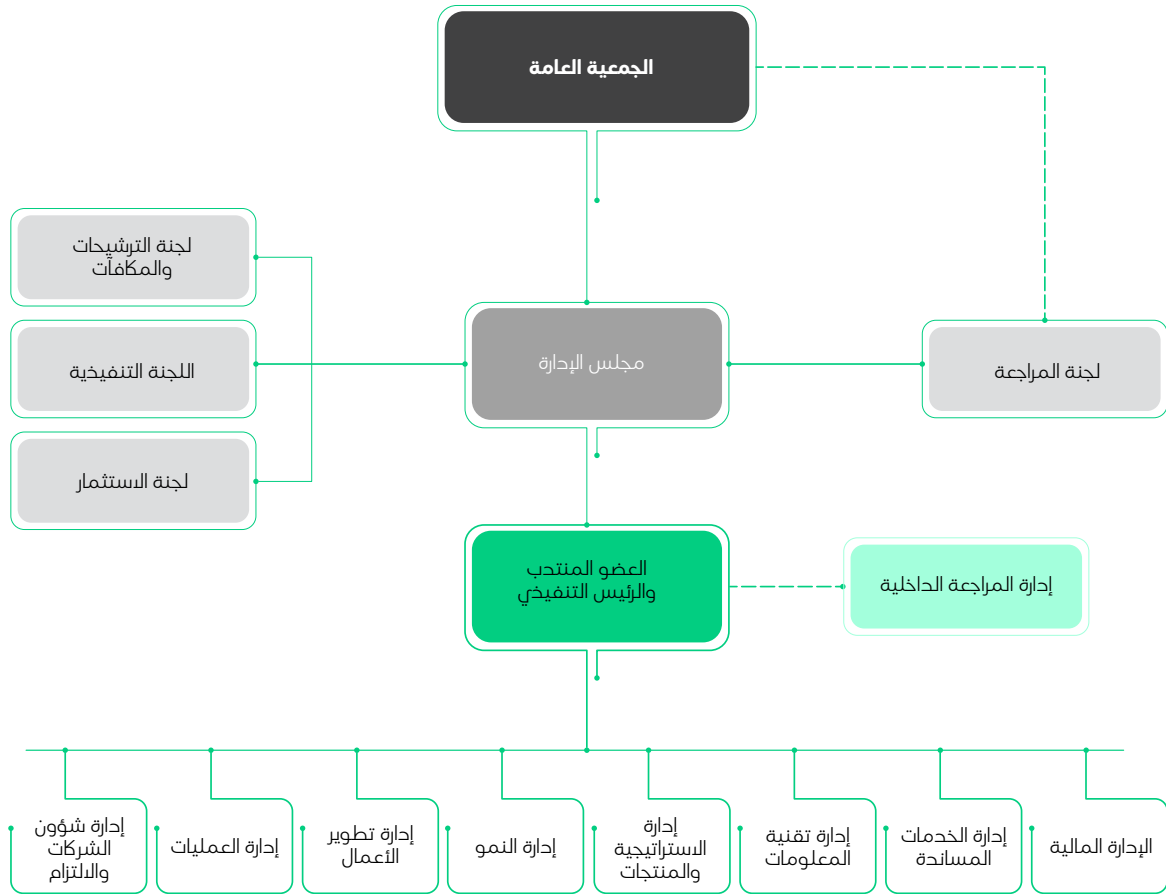 الجمعية العامة
لجنة الترشيحات
والمكافآت
مجلس الإدارة
لجنة المراجعة
اللجنة التنفيذية
لجنة الاستثمار
العضو المنتدب
والرئيس التنفيذي
إدارة المراجعة الداخلية
الإدارة المالية
إدارة الخدمات
المساندة
إدارة تقنية
المعلومات
إدارة
الاستراتيجية
والمنتجات
إدارة النمو
إدارة تطوير
الأعمال
إدارة العمليات
إدارة شؤون
الشركات
والالتزام